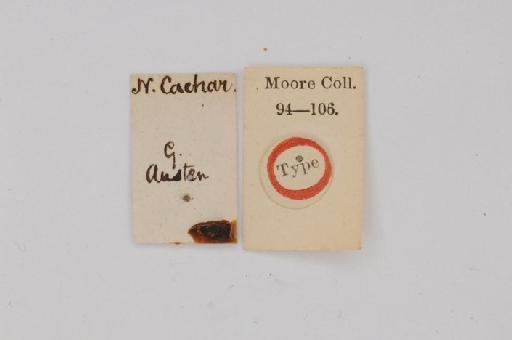 N. Cachar.
G.
Austen
Moore Coll.
94—106.
Type